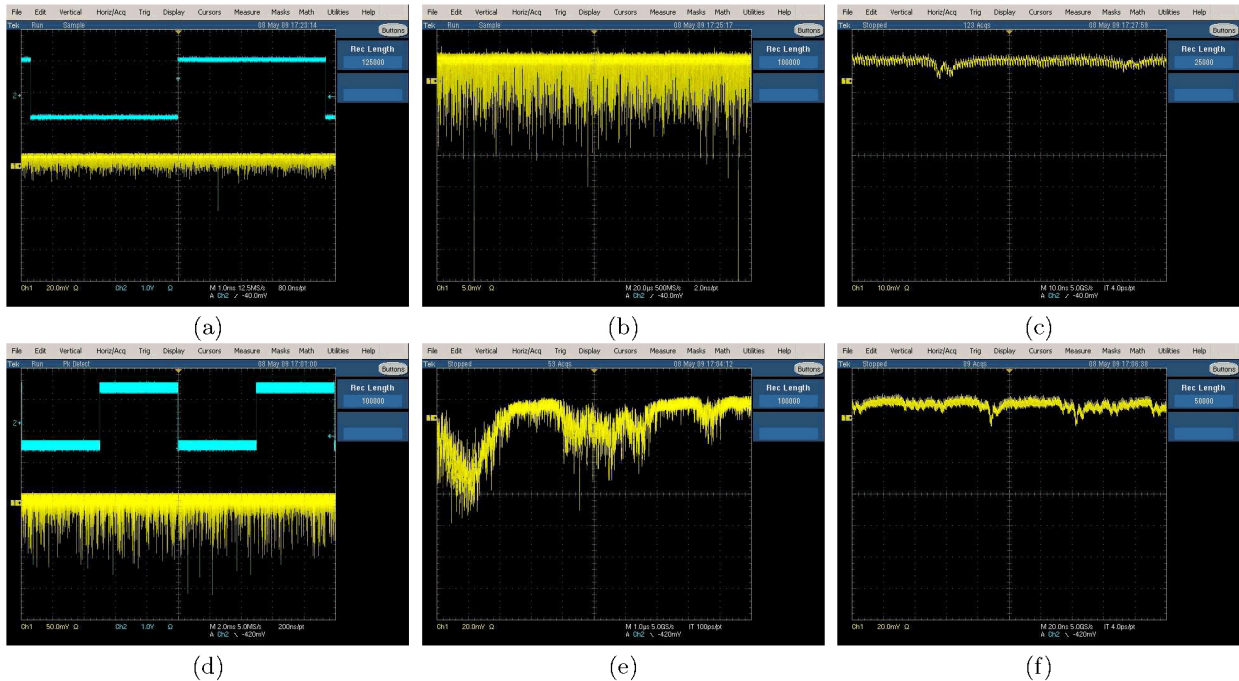 File Edit Vertical Horiz/Acq Trig Display Cursors Measure Masks Math Utilities Help
Tek Run Sample 08 May 09 17:23:14
Buttons
Rec Length
125000
2
1
Ch1 20.0mV Ω Ch2 1.0V Ω M 1.0ms 12.5MS/s 80.0ns/pt
A Ch2 ∕ -40.0mV
(a)
File Edit Vertical Horiz/Acq Trig Display Cursors Measure Masks Math Utilities Help
Tek Run Sample 08 May 09 17:25:17
Buttons
Rec Length
100000
1
Ch1 5.0mV Ω M 20.0µs 500MS/s 2.0ns/pt
A Ch2 ∕ -40.0mV
(b)
File Edit Vertical Horiz/Acq Trig Display Cursors Measure Masks Math Utilities Help
Tek Stopped 123 Acqs 08 May 09 17:27:58
Buttons
Rec Length
25000
1
Ch1 10.0mV Ω M 10.0ns 5.0GS/s IT 4.0ps/pt
A Ch2 ∕ -40.0mV
(c)
File Edit Vertical Horiz/Acq Trig Display Cursors Measure Masks Math Utilities Help
Tek Run Pk Detect 08 May 09 17:01:00
Buttons
Rec Length
100000
2
1
Ch1 50.0mV Ω Ch2 1.0V Ω M 2.0ms 5.0MS/s 200ns/pt
A Ch2 \ -420mV
(d)
File Edit Vertical Horiz/Acq Trig Display Cursors Measure Masks Math Utilities Help
Tek Stopped 53 Acqs 08 May 09 17:04:12
Buttons
Rec Length
100000
1
Ch1 20.0mV Ω M 1.0µs 5.0GS/s IT 100ps/pt
A Ch2 \ -420mV
(e)
File Edit Vertical Horiz/Acq Trig Display Cursors Measure Masks Math Utilities Help
Tek Stopped 89 Acqs 08 May 09 17:06:38
Buttons
Rec Length
50000
1
Ch1 20.0mV Ω M 20.0ns 5.0GS/s IT 4.0ps/pt
A Ch2 \ -420mV
(f)